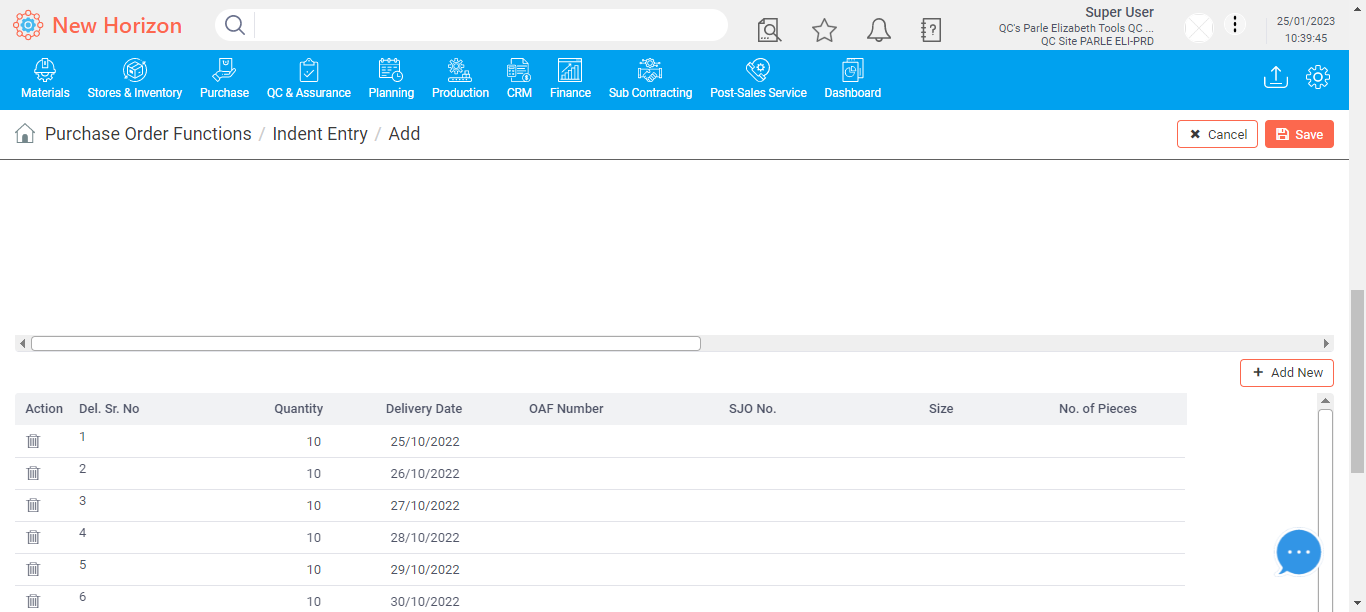 New Horizon
Super User
QC's Parle Elizabeth Tools QC ...
QC Site PARLE ELI-PRD
25/01/2023
10:39:45
Materials Stores & Inventory Purchase QC & Assurance Planning Production CRM Finance Sub Contracting Post-Sales Service Dashboard
Purchase Order Functions / Indent Entry / Add
Cancel Save
Add New
Action Del. Sr. No Quantity Delivery Date OAF Number SJO No. Size No. of Pieces
1 10 25/10/2022
2 10 26/10/2022
3 10 27/10/2022
4 10 28/10/2022
5 10 29/10/2022
6 10 30/10/2022